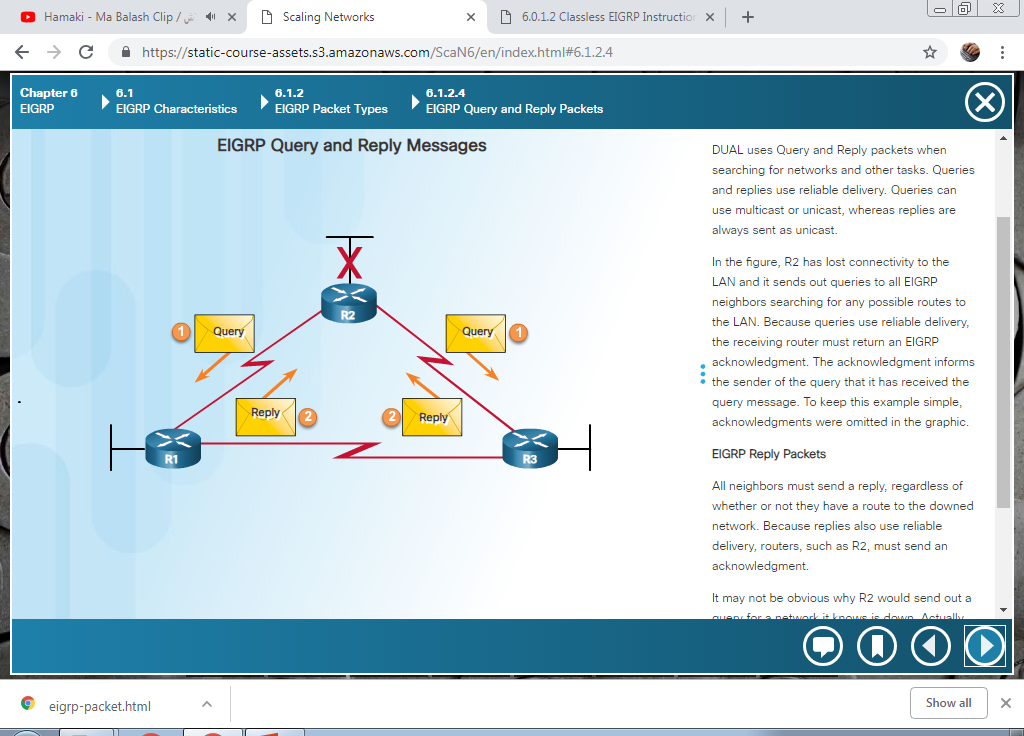 Hamaki - Ma Balash Clip /
Scaling Networks
6.0.1.2 Classless EIGRP Instructio
https://static-course-assets.s3.amazonaws.com/ScaN6/en/index.html#6.1.2.4
Chapter 6
EIGRP
6.1
EIGRP Characteristics
6.1.2
EIGRP Packet Types
6.1.2.4
EIGRP Query and Reply Packets
EIGRP Query and Reply Messages
R2
1
Query
Query
1
Reply
2
2
Reply
R1
R3
DUAL uses Query and Reply packets when
searching for networks and other tasks. Queries
and replies use reliable delivery. Queries can
use multicast or unicast, whereas replies are
always sent as unicast.
In the figure, R2 has lost connectivity to the
LAN and it sends out queries to all EIGRP
neighbors searching for any possible routes to
the LAN. Because queries use reliable delivery,
the receiving router must return an EIGRP
acknowledgment. The acknowledgment informs
the sender of the query that it has received the
query message. To keep this example simple,
acknowledgments were omitted in the graphic.
EIGRP Reply Packets
All neighbors must send a reply, regardless of
whether or not they have a route to the downed
network. Because replies also use reliable
delivery, routers, such as R2, must send an
acknowledgment.
It may not be obvious why R2 would send out a
query for a network it knows is down. Actually
eigrp-packet.html
Show all